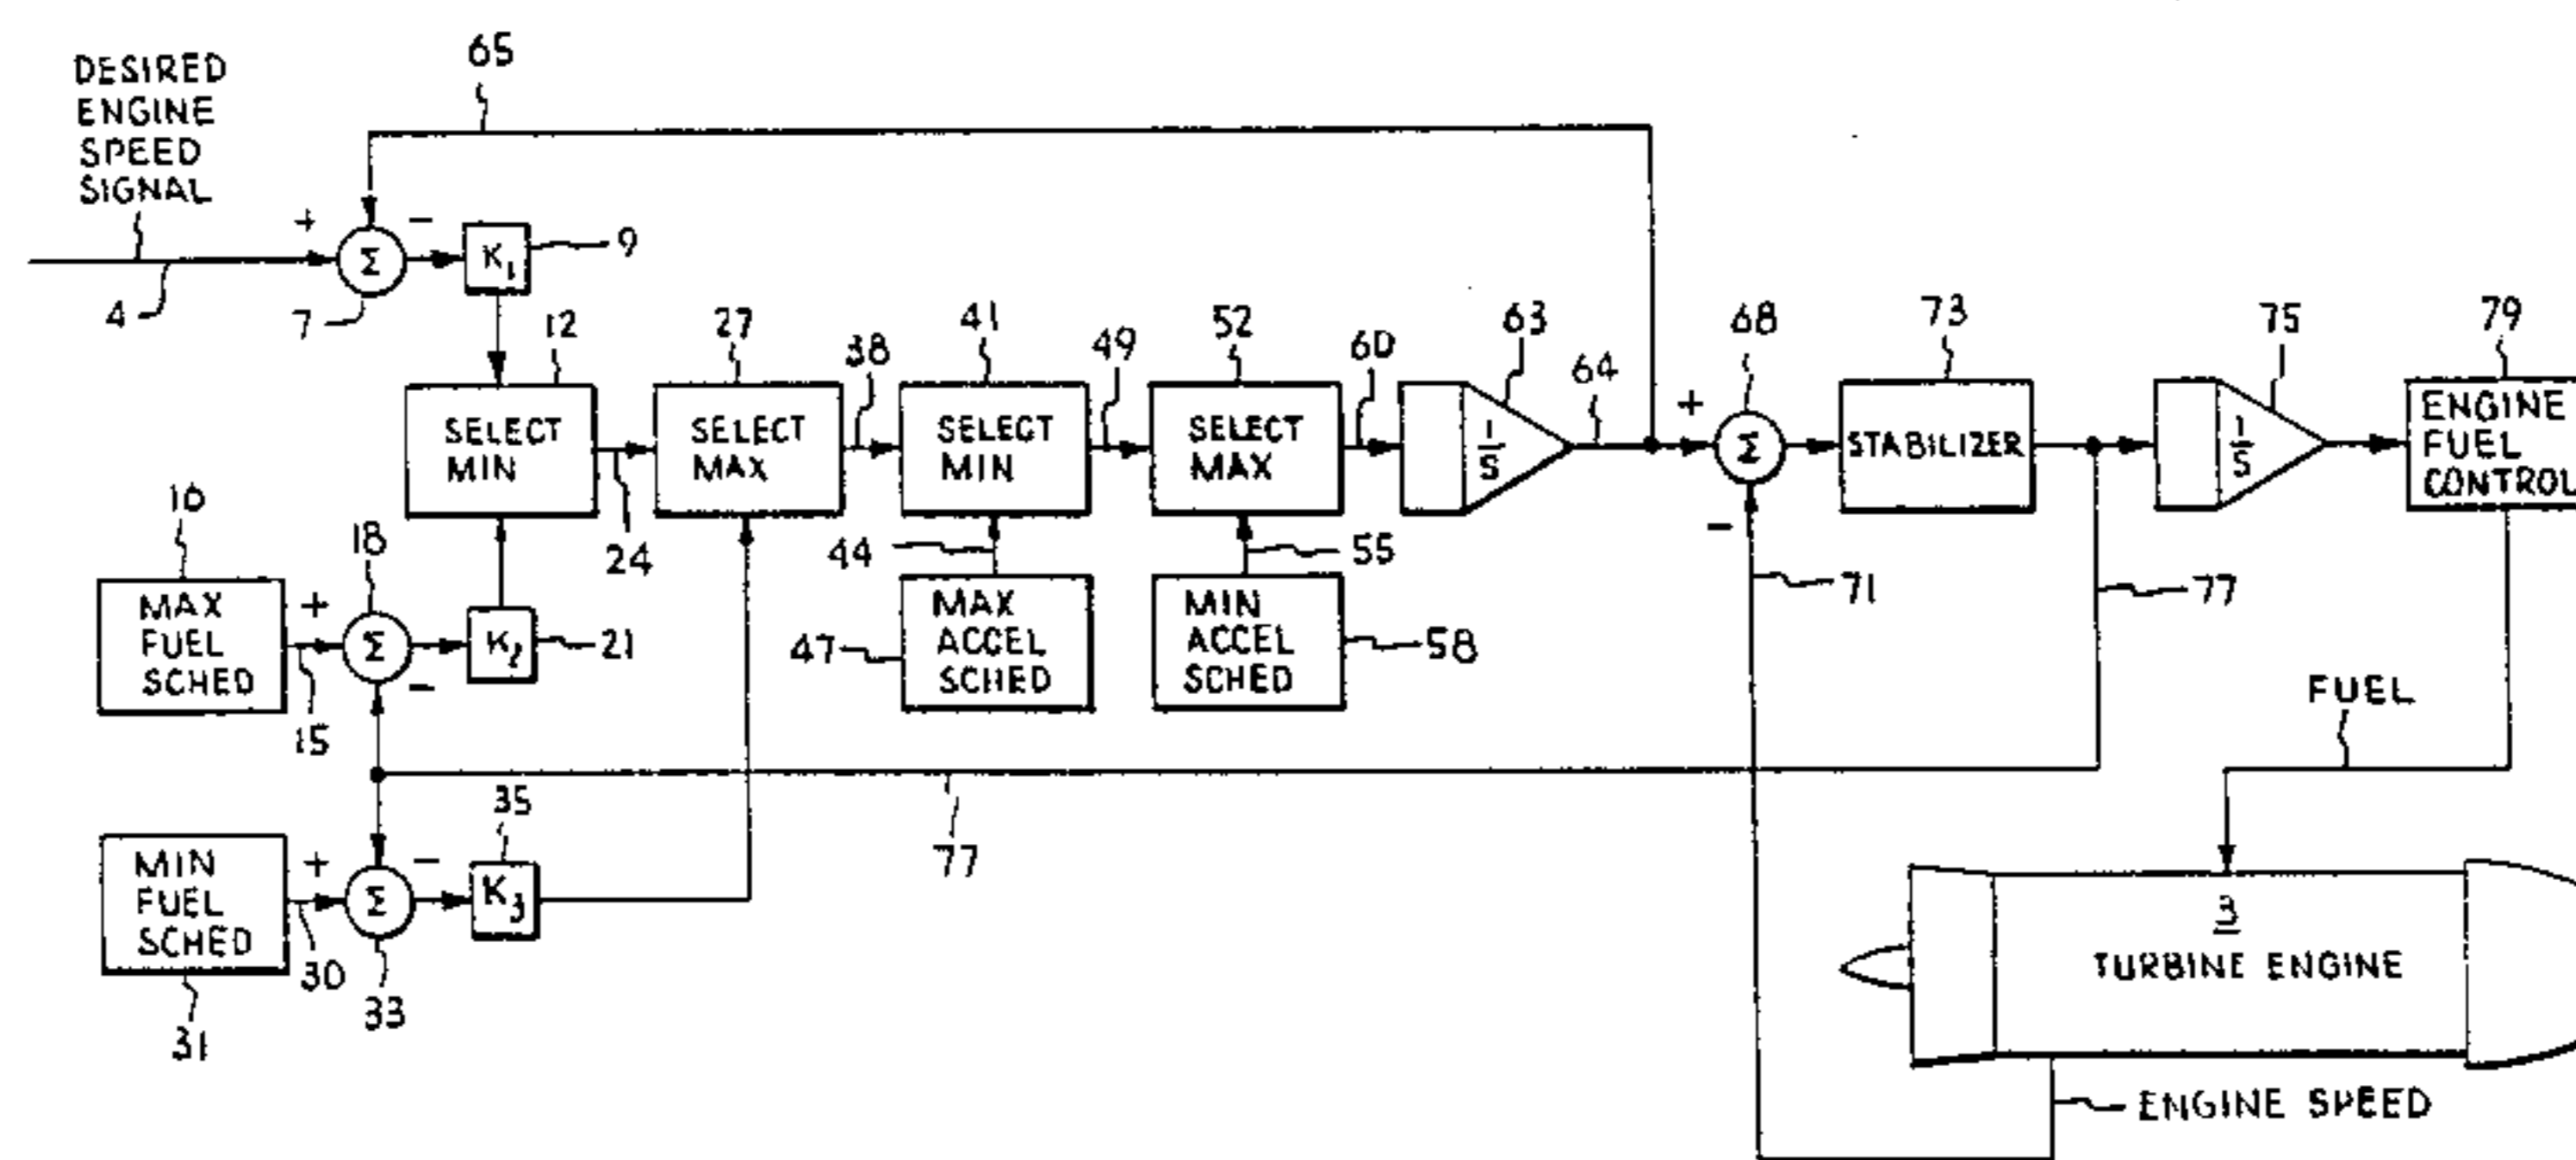 65
DESIRED
ENGINE
SPEED
SIGNAL
+
−
Σ
K1
9
4
7
12
27
38
41
49
52
60
63
64
68
73
75
79
SELECT
MIN
SELECT
MAX
SELECT
MIN
SELECT
MAX
1/S
+
Σ
−
STABILIZER
1/S
ENGINE
FUEL
CONTROL
10
18
24
44
55
71
77
MAX
FUEL
SCHED
+
Σ
−
K2
21
15
47
MAX
ACCEL
SCHED
MIN
ACCEL
SCHED
58
FUEL
35
77
MIN
FUEL
SCHED
+
−
Σ
K3
30
33
31
3
TURBINE ENGINE
ENGINE SPEED